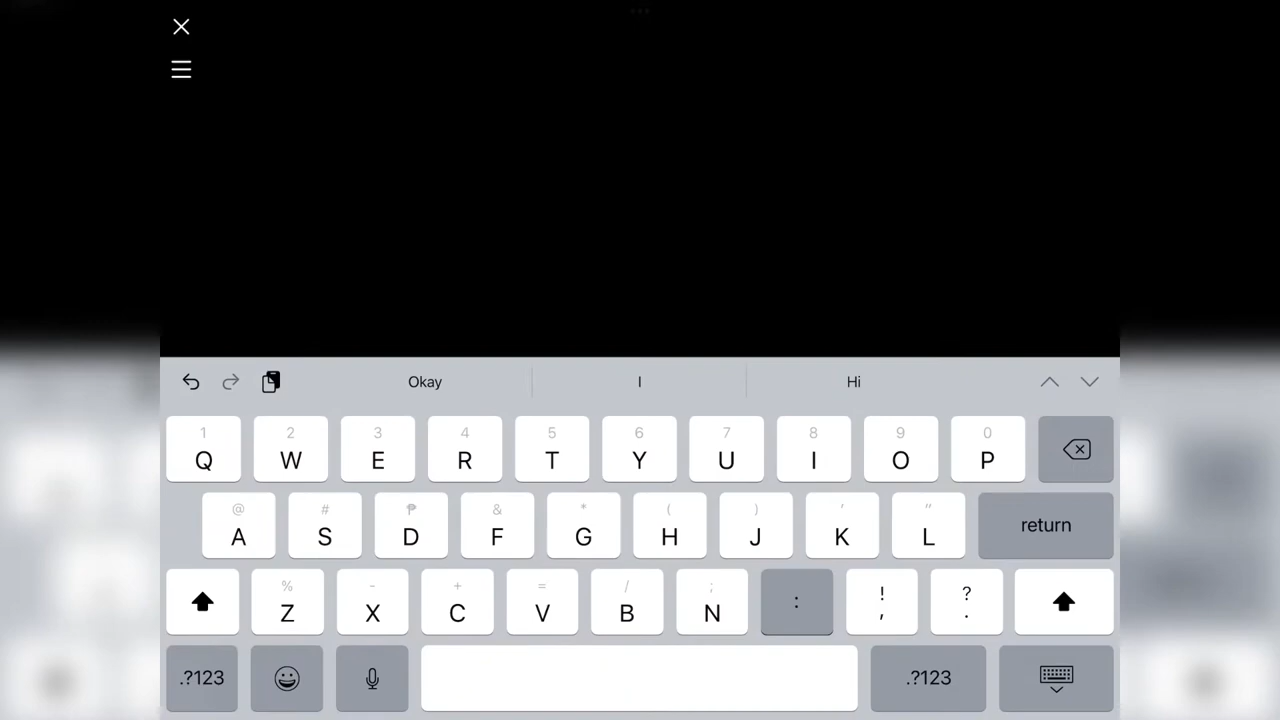 Okay I Hi
1 2 3 4 5 6 7 8 9 0
Q W E R T Y U I O P
@ # ₱ & * ( ) ' "
A S D F G H J K L return
% - + = / ; : ! ?
Z X C V B N , .
.?123 .?123